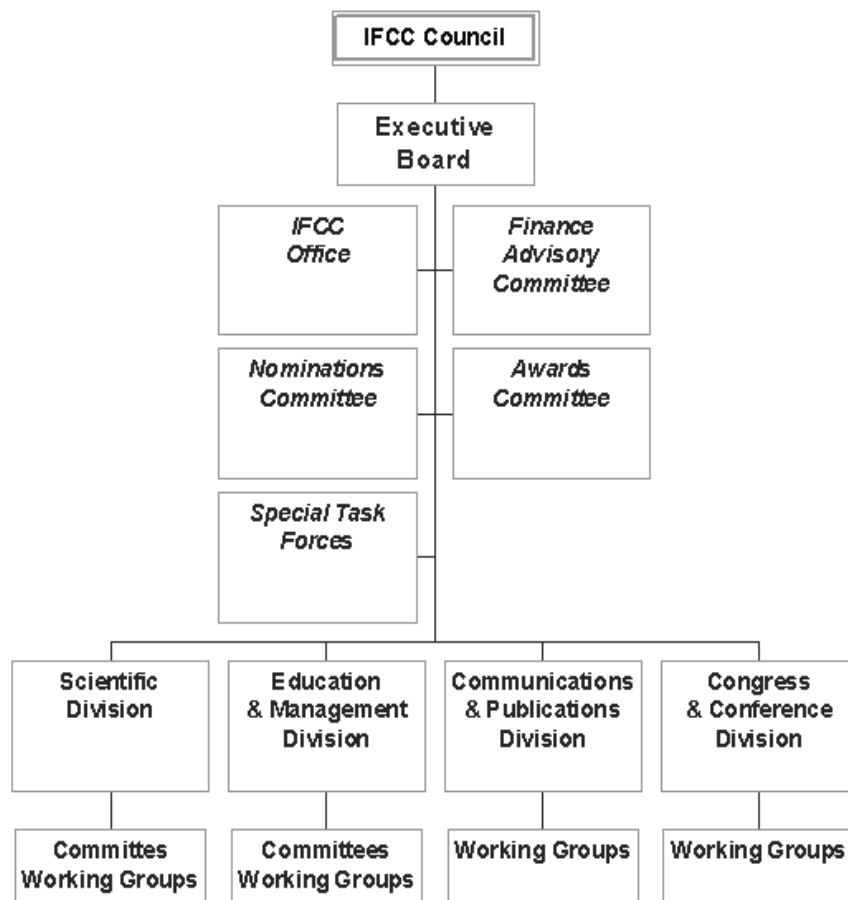 IFCC Council
Executive
Board
IFCC
Office
Finance
Advisory
Committee
Nominations
Committee
Awards
Committee
Special Task
Forces
Scientific
Division
Education
& Management
Division
Communications
& Publications
Division
Congress
& Conference
Division
Committes
Working Groups
Committees
Working Groups
Working Groups
Working Groups